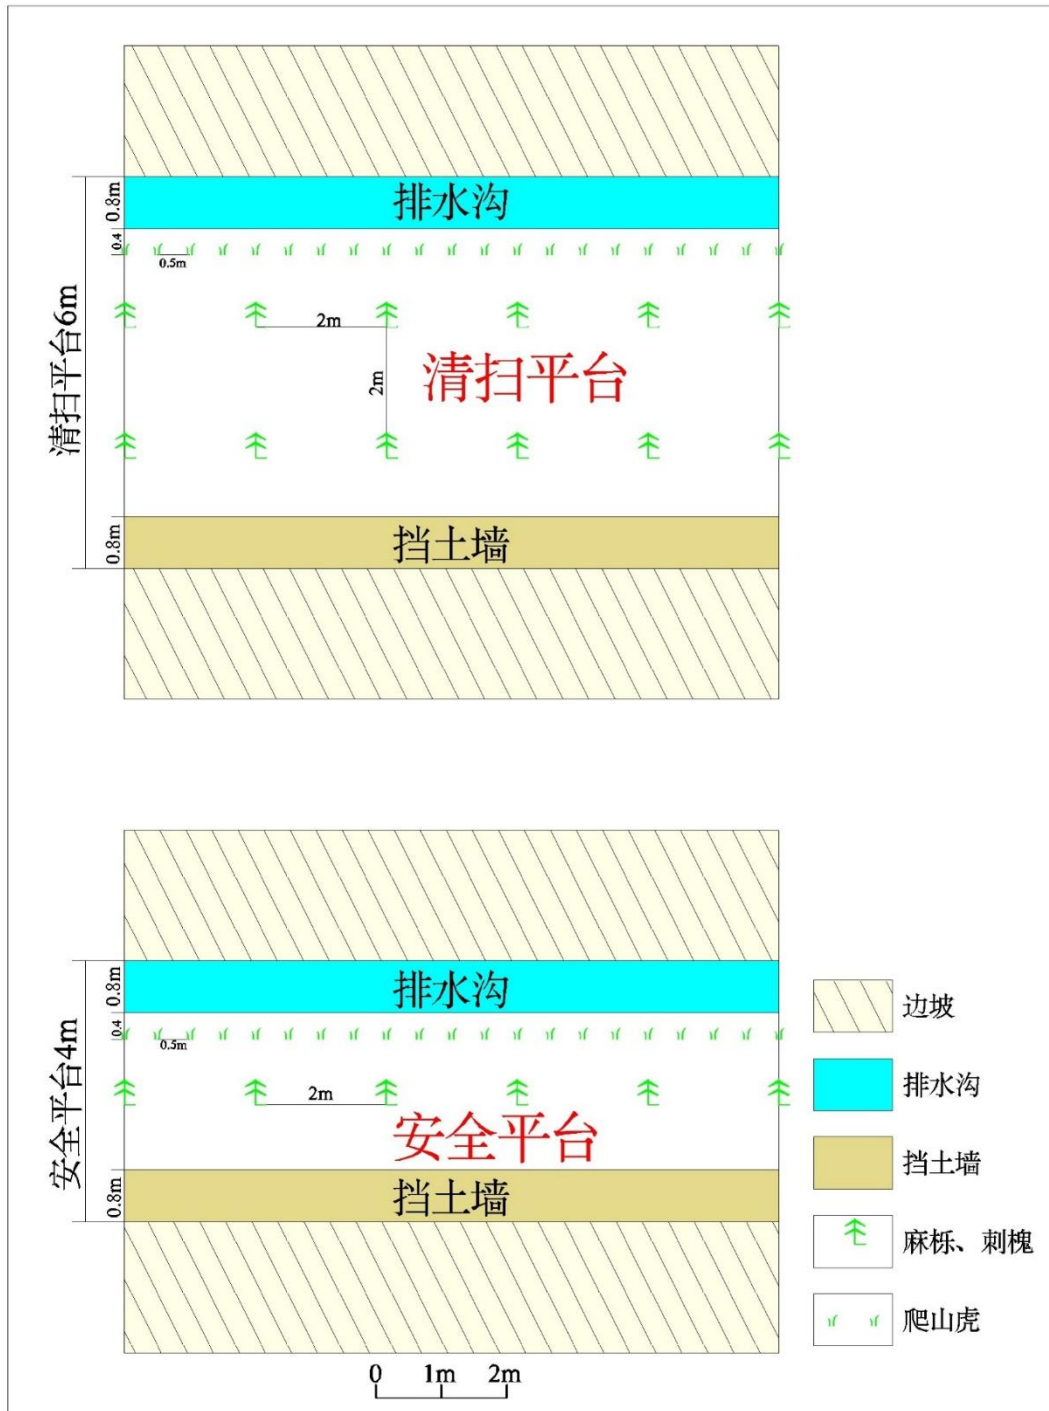 0.8m
排水沟
0.4
0.5m
2m
清扫平台6m
2m
清扫平台
0.8m
挡土墙
0.8m
排水沟
0.4
0.5m
安全平台4m
2m
安全平台
0.8m
挡土墙
边坡
排水沟
挡土墙
麻栎、刺槐
爬山虎
0 1m 2m